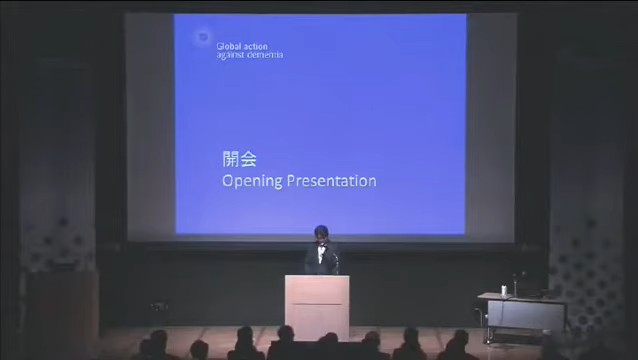 Global action
against dementia
開会
Opening Presentation